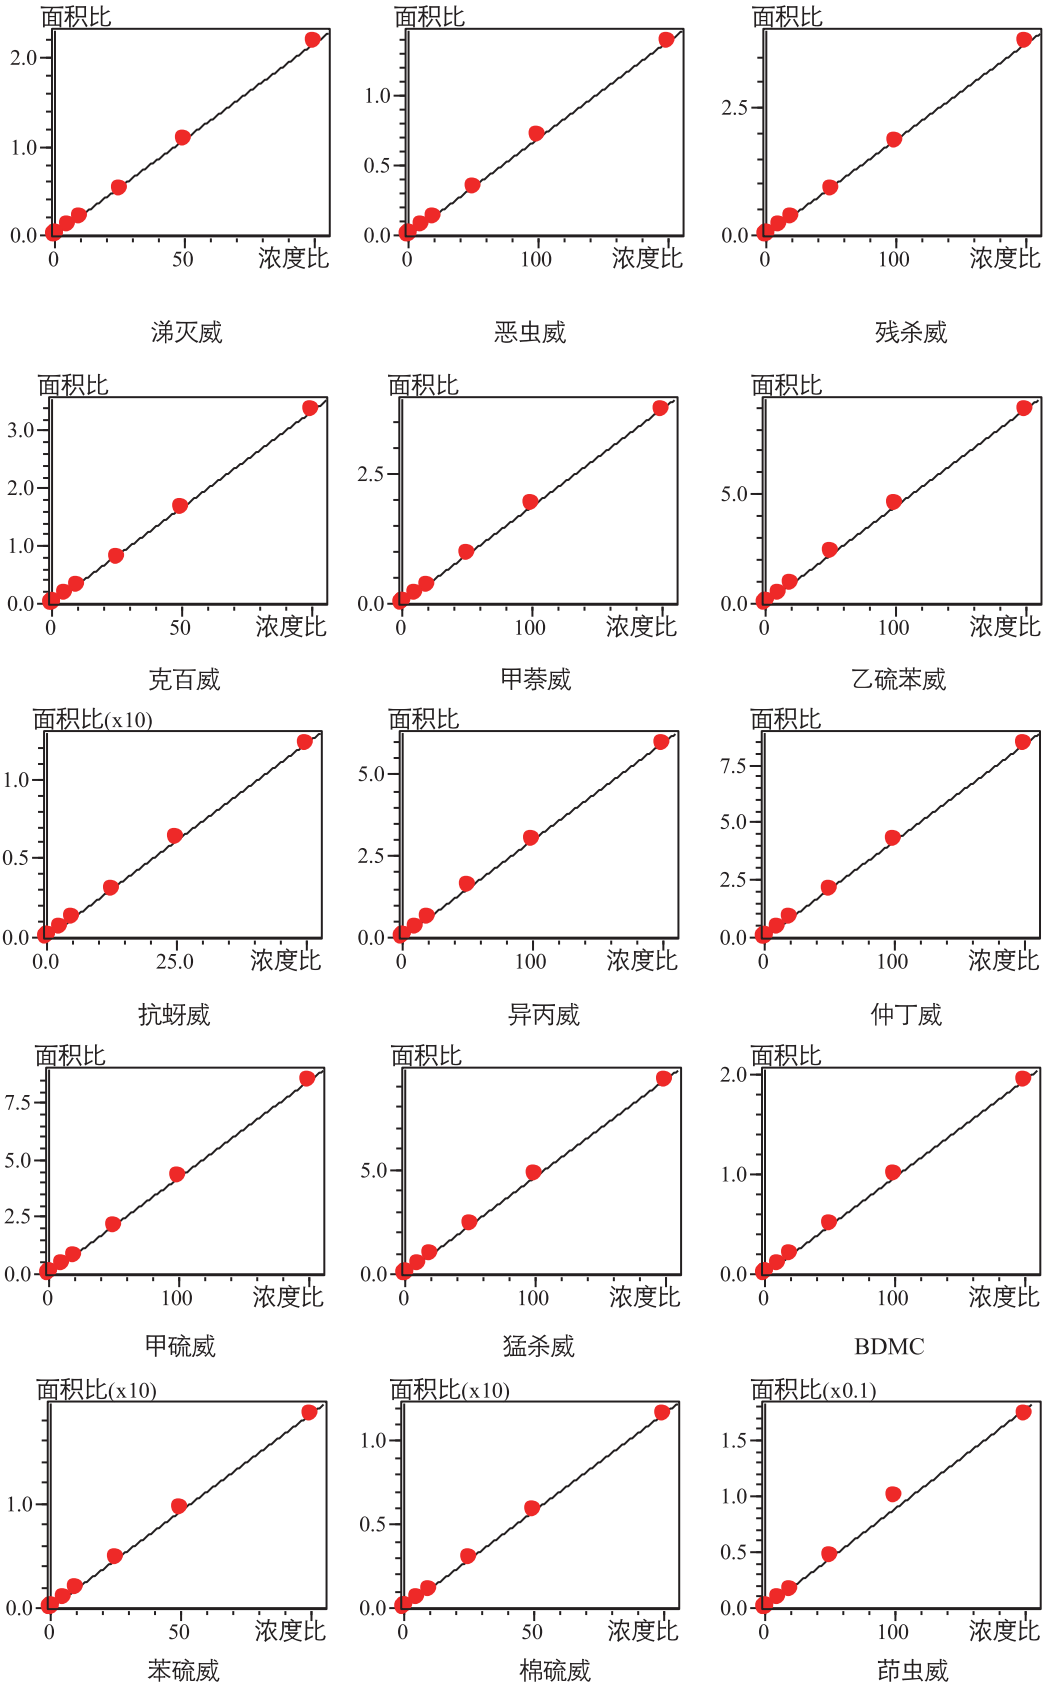 面积比 面积比 面积比
2.0
1.0 2.5
1.0
0.5
0.0 0.0 0.0
0 50 浓度比 0 100 浓度比 0 100 浓度比
涕灭威 恶虫威 残杀威
面积比 面积比 面积比
3.0
2.5 5.0
2.0
1.0
0.0 0.0 0.0
0 50 浓度比 0 100 浓度比 0 100 浓度比
克百威 甲萘威 乙硫苯威
面积比(x10) 面积比 面积比
1.0 5.0 7.5
5.0
0.5 2.5 2.5
0.0 0.0 0.0
0.0 25.0 浓度比 0 100 浓度比 0 100 浓度比
抗蚜威 异丙威 仲丁威
面积比 面积比 面积比
7.5 2.0
5.0 5.0 1.0
2.5
0.0 0.0 0.0
0 100 浓度比 0 100 浓度比 0 100 浓度比
甲硫威 猛杀威 BDMC
面积比(x10) 面积比(x10) 面积比(x0.1)
1.0 1.5
1.0 1.0
0.5 0.5
0.0 0.0 0.0
0 50 浓度比 0 50 浓度比 0 100 浓度比
苯硫威 棉硫威 茚虫威